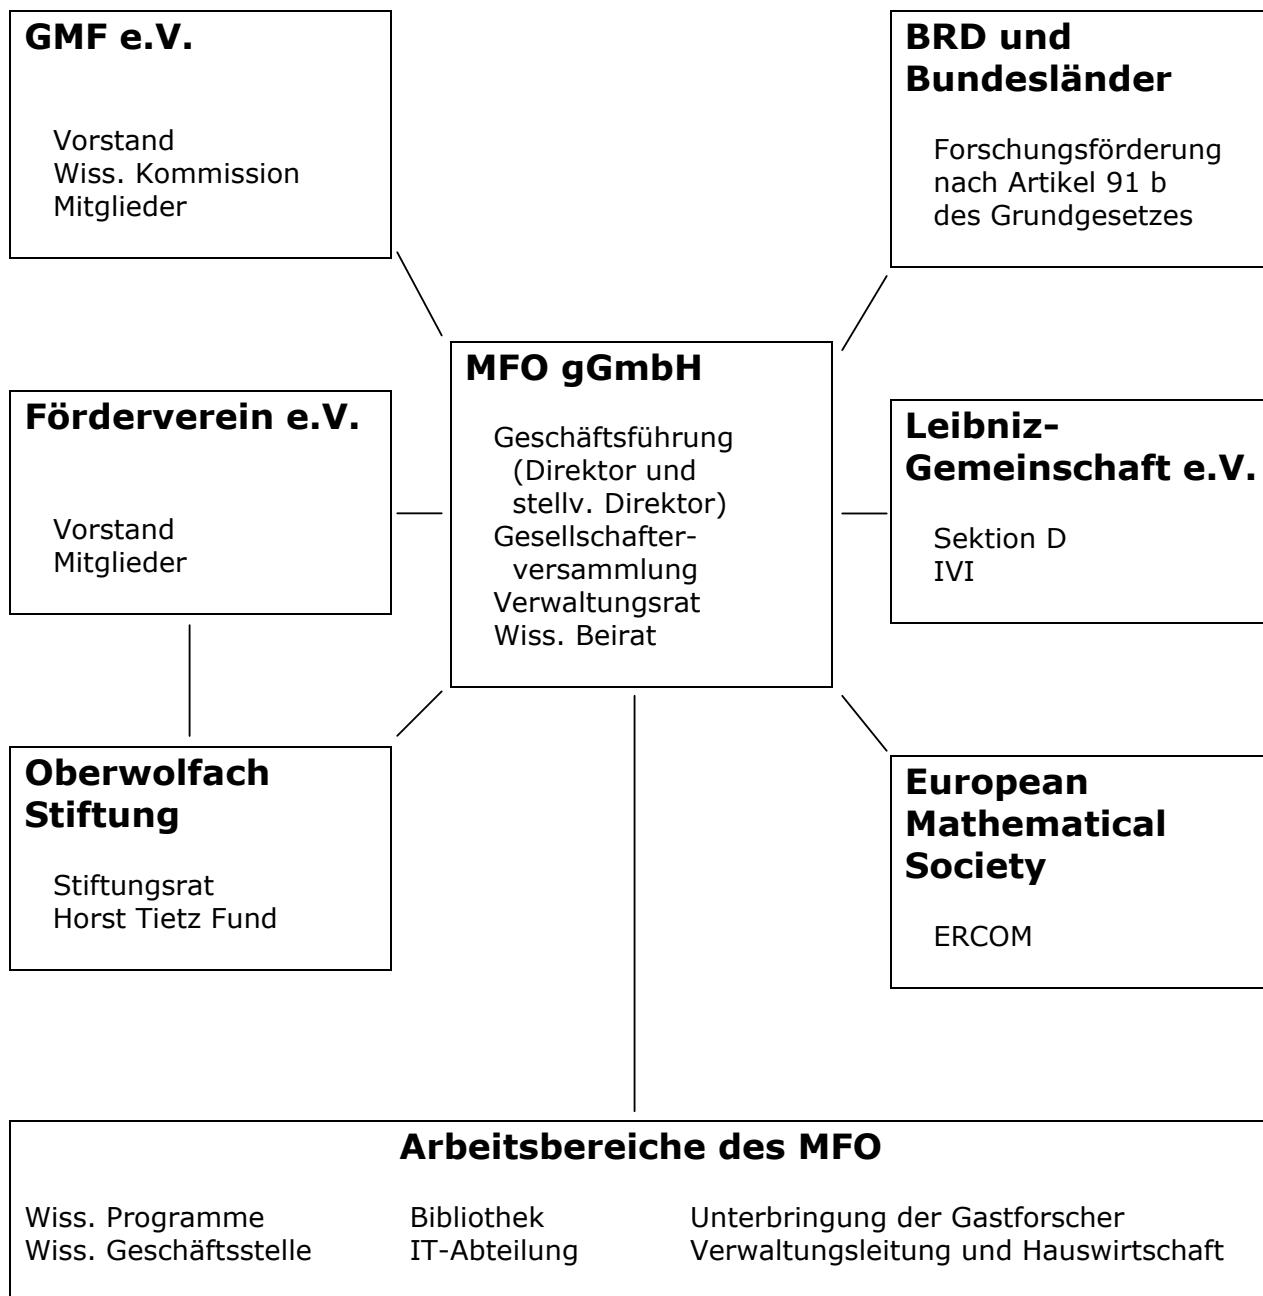 GMF e.V.
Vorstand
Wiss. Kommission
Mitglieder
BRD und
Bundesländer
Forschungsförderung
nach Artikel 91 b
des Grundgesetzes
MFO gGmbH
Geschäftsführung
(Direktor und
stellv. Direktor)
Gesellschafter-
versammlung
Verwaltungsrat
Wiss. Beirat
Förderverein e.V.
Vorstand
Mitglieder
Leibniz-
Gemeinschaft e.V.
Sektion D
IVI
Oberwolfach
Stiftung
Stiftungsrat
Horst Tietz Fund
European
Mathematical
Society
ERCOM
Arbeitsbereiche des MFO
Wiss. Programme
Wiss. Geschäftsstelle
Bibliothek
IT-Abteilung
Unterbringung der Gastforscher
Verwaltungsleitung und Hauswirtschaft